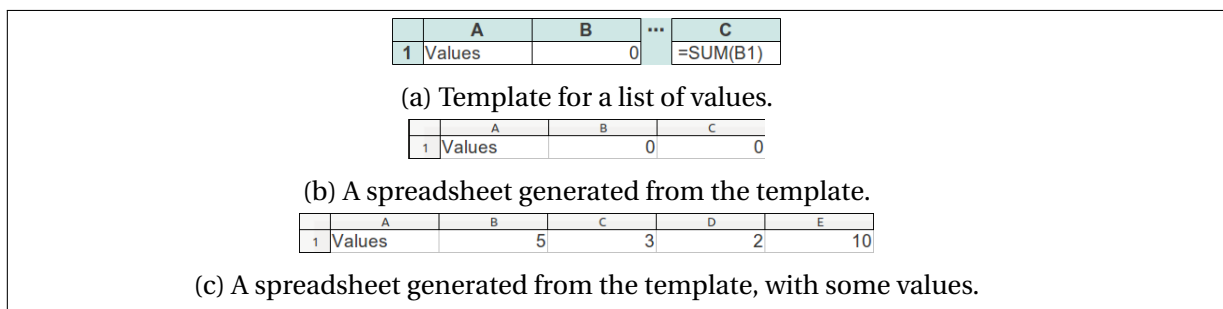 A B ... C
1 Values 0 =SUM(B1)
(a) Template for a list of values.
A B C
1 Values 0 0
(b) A spreadsheet generated from the template.
A B C D E
1 Values 5 3 2 10
(c) A spreadsheet generated from the template, with some values.